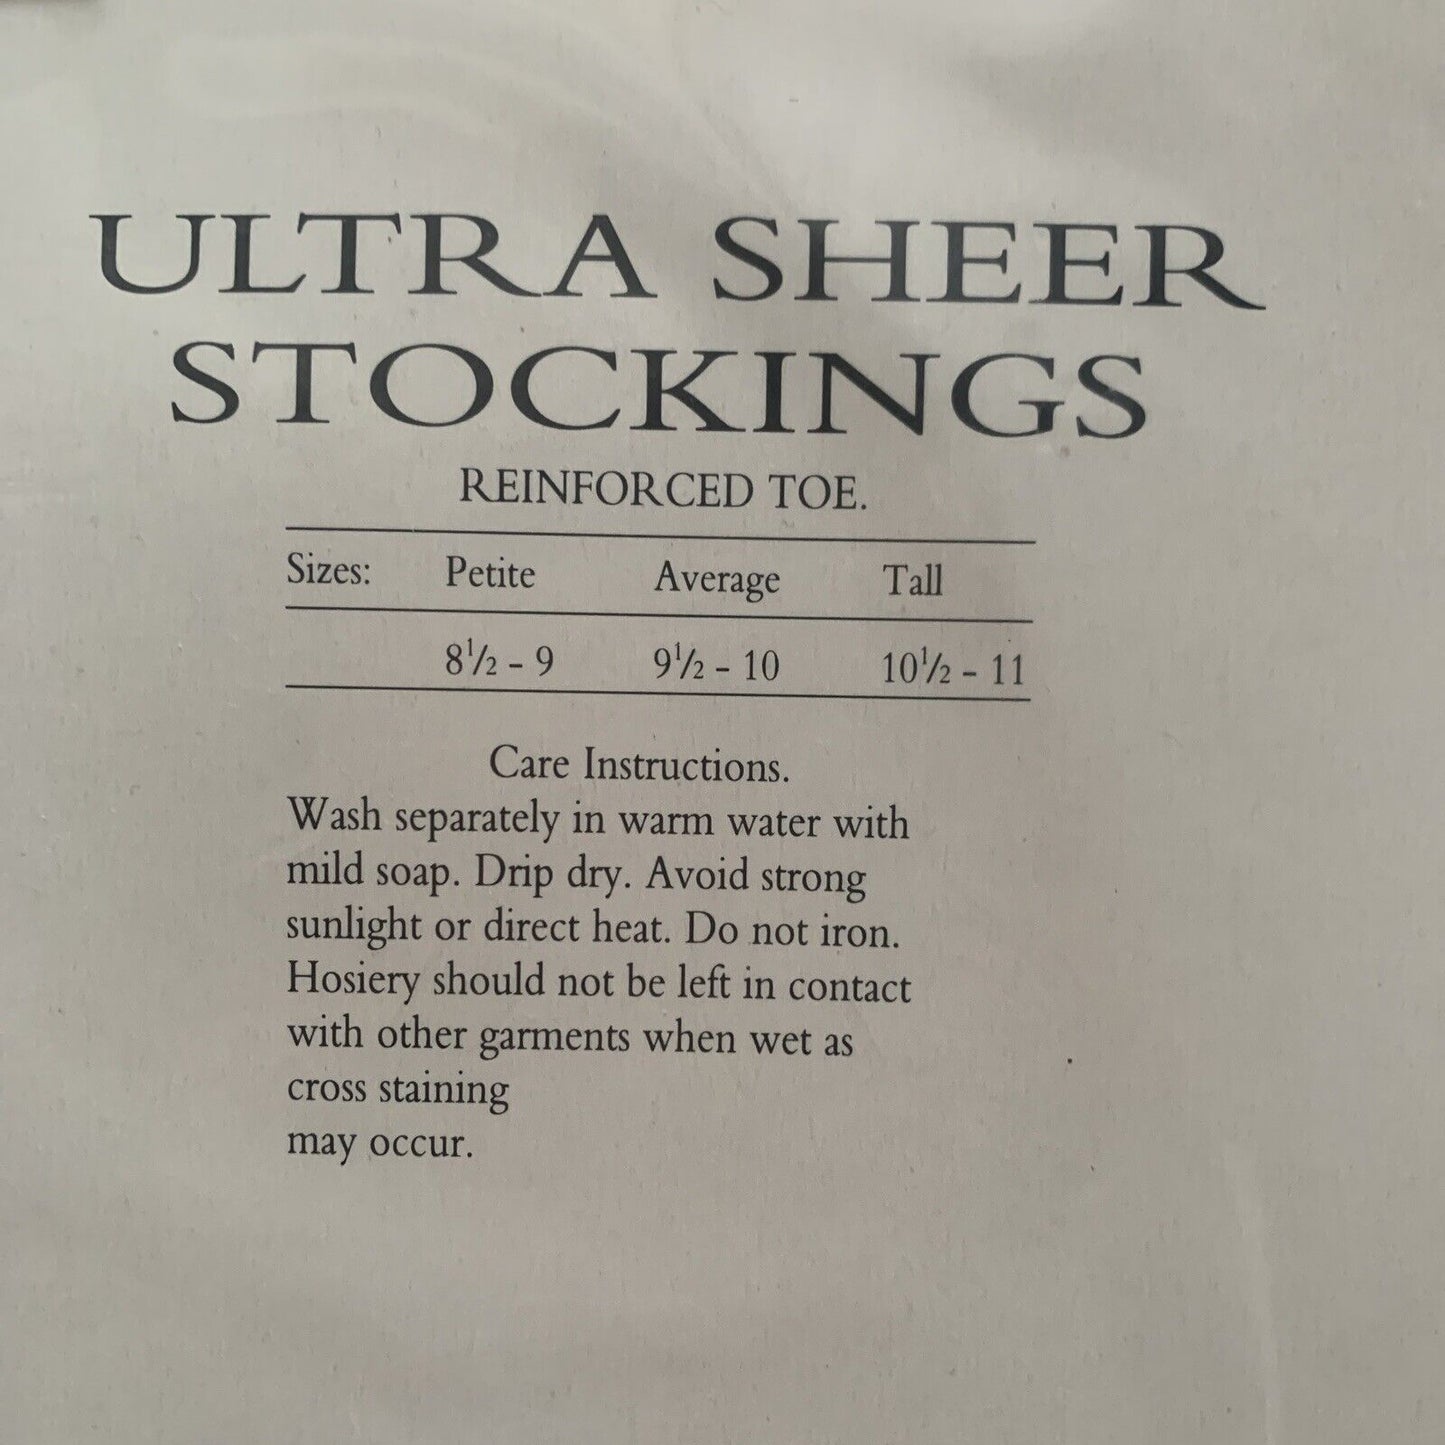 ULTRA SHEER
STOCKINGS
REINFORCED TOE.
Sizes: Petite Average Tall
8½ – 9 9½ – 10 10½ – 11
Care Instructions.
Wash separately in warm water with
mild soap. Drip dry. Avoid strong
sunlight or direct heat. Do not iron.
Hosiery should not be left in contact
with other garments when wet as
cross staining
may occur.